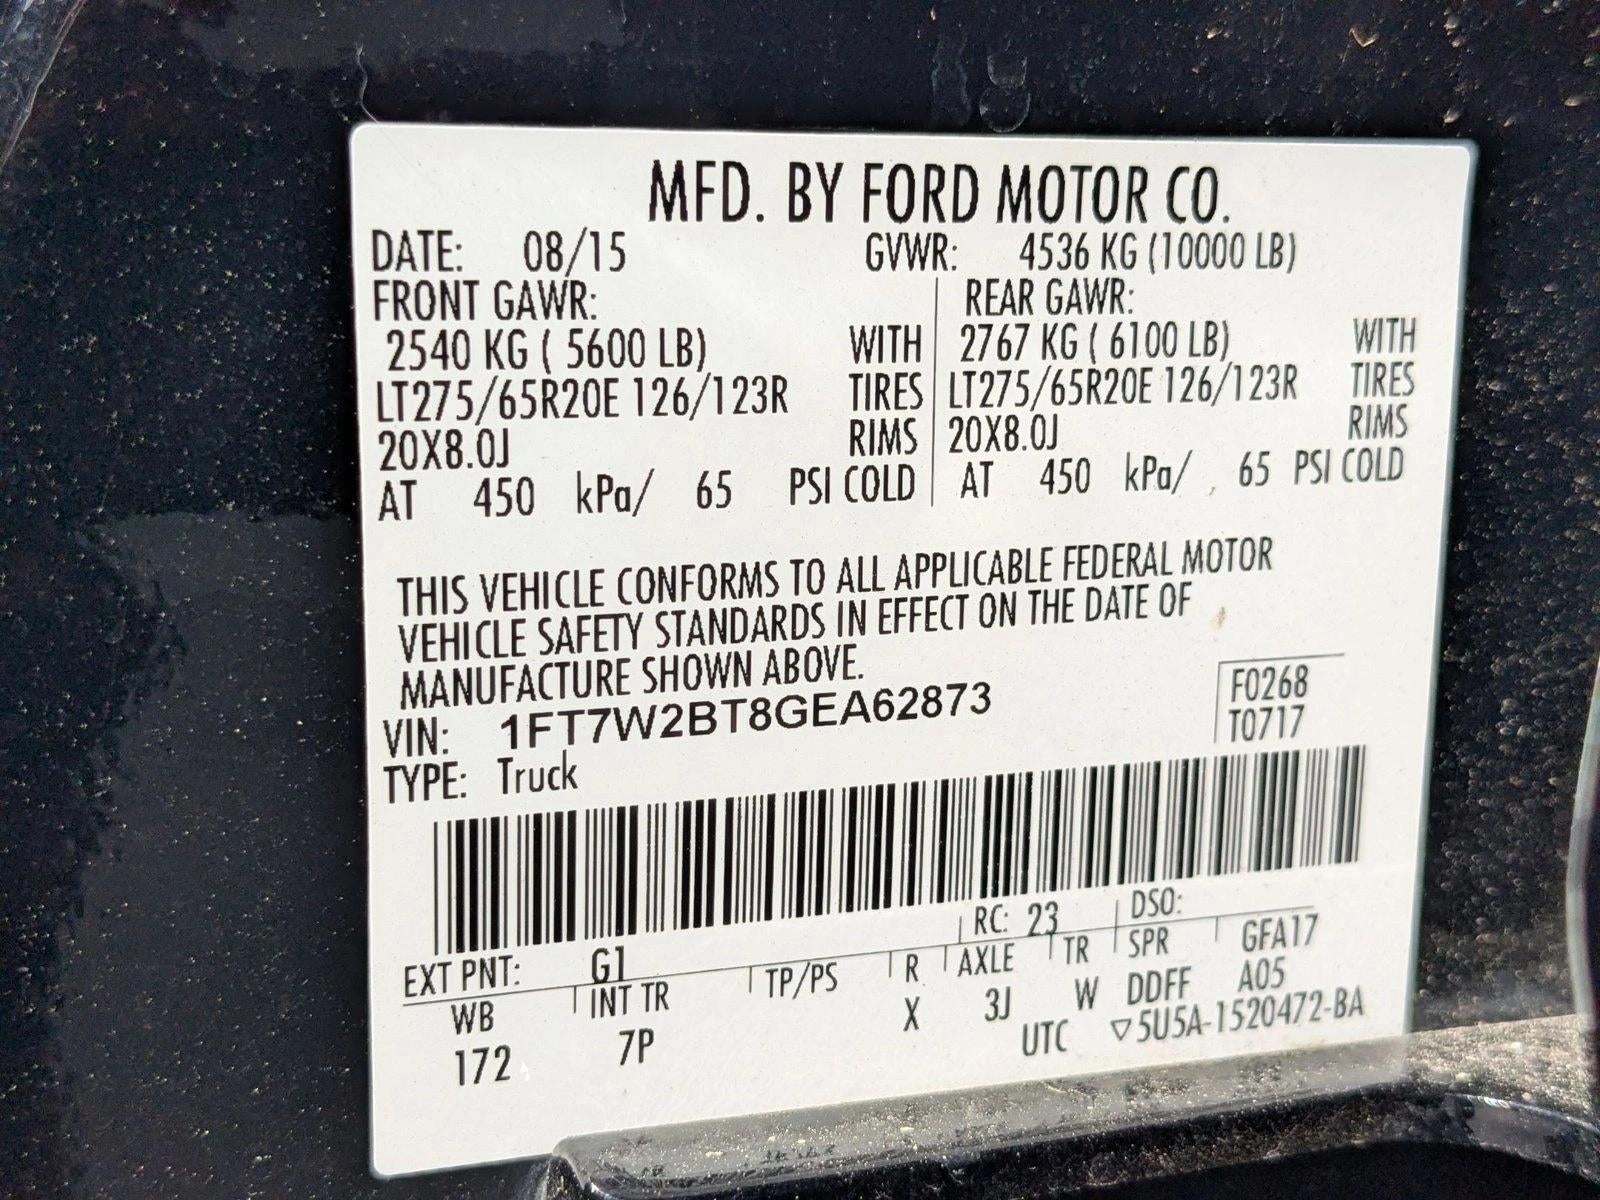 MFD. BY FORD MOTOR CO.
DATE: 08/15 GVWR: 4536 KG (10000 LB)
FRONT GAWR: REAR GAWR:
2540 KG ( 5600 LB) WITH 2767 KG ( 6100 LB) WITH
LT275/65R20E 126/123R TIRES LT275/65R20E 126/123R TIRES
20X8.0J RIMS 20X8.0J RIMS
AT 450 kPa/ 65 PSI COLD AT 450 kPa/ 65 PSI COLD
THIS VEHICLE CONFORMS TO ALL APPLICABLE FEDERAL MOTOR
VEHICLE SAFETY STANDARDS IN EFFECT ON THE DATE OF
MANUFACTURE SHOWN ABOVE.
VIN: 1FT7W2BT8GEA62873 F0268
TYPE: Truck T0717
RC: 23 DSO:
EXT PNT: G1
WB INT TR TP/PS R AXLE TR SPR GFA17
172 7P X 3J W DDFF A05
UTC ▽5U5A-1520472-BA